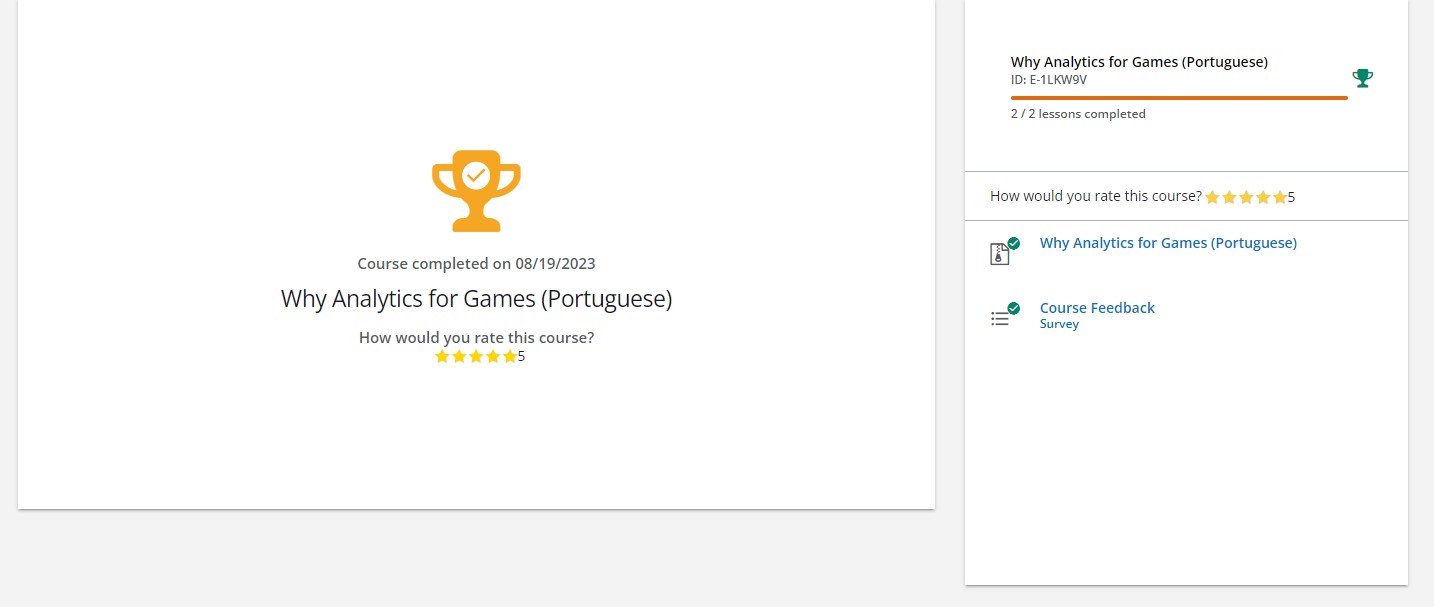 Course completed on 08/19/2023
Why Analytics for Games (Portuguese)
How would you rate this course?
5
Why Analytics for Games (Portuguese)
ID: E-1LKW9V
2 / 2 lessons completed
How would you rate this course? 5
Why Analytics for Games (Portuguese)
Course Feedback
Survey